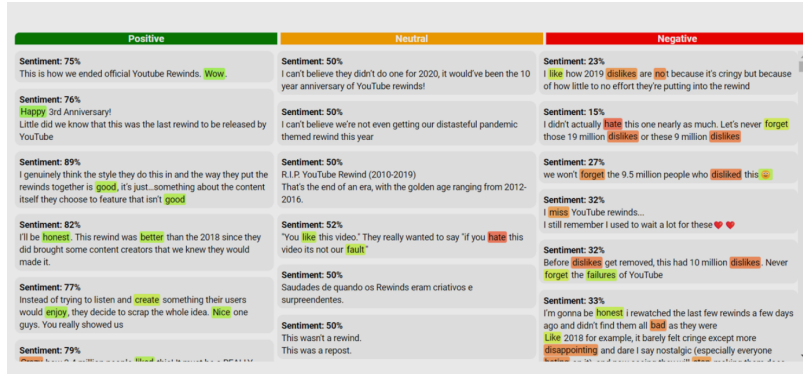 Positive
Sentiment: 75%
This is how we ended official Youtube Rewinds. Wow.
Sentiment: 76%
Happy 3rd Anniversary!
Little did we know that this was the last rewind to be released by
YouTube
Sentiment: 89%
I genuinely think the style they do this in and the way they put the
rewinds together is good, it's just...something about the content
itself they choose to feature that isn't good
Sentiment: 82%
I'll be honest. This rewind was better than the 2018 since they
did brought some content creators that we knew they would
made it.
Sentiment: 77%
Instead of trying to listen and create something their users
would enjoy, they decide to scrap the whole idea. Nice one
guys. You really showed us
Sentiment: 79%
Neutral
Sentiment: 50%
I can't believe they didn't do one for 2020, it would've been the 10
year anniversary of YouTube rewinds!
Sentiment: 50%
I can't believe we're not even getting our distasteful pandemic
themed rewind this year
Sentiment: 50%
R.I.P. YouTube Rewind (2010-2019)
That's the end of an era, with the golden age ranging from 2012-
2016.
Sentiment: 52%
"You like this video." They really wanted to say "if you hate this
video its not our fault"
Sentiment: 50%
Saudades de quando os Rewinds eram criativos e
surpreendentes.
Sentiment: 50%
This wasn't a rewind.
This was a repost.
Negative
Sentiment: 23%
I like how 2019 dislikes are not because it's cringy but because
of how little to no effort they're putting into the rewind
Sentiment: 15%
I didn't actually hate this one nearly as much. Let's never forget
those 19 million dislikes or these 9 million dislikes
Sentiment: 27%
we won't forget the 9.5 million people who disliked this 😄
Sentiment: 32%
I miss YouTube rewinds...
I still remember I used to wait a lot for these❤️ ❤️
Sentiment: 32%
Before dislikes get removed, this had 10 million dislikes. Never
forget the failures of YouTube
Sentiment: 33%
I'm gonna be honest i rewatched the last few rewinds a few days
ago and didn't find them all bad as they were
Like 2018 for example, it barely felt cringe except more
disappointing and dare I say nostalgic (especially everyone